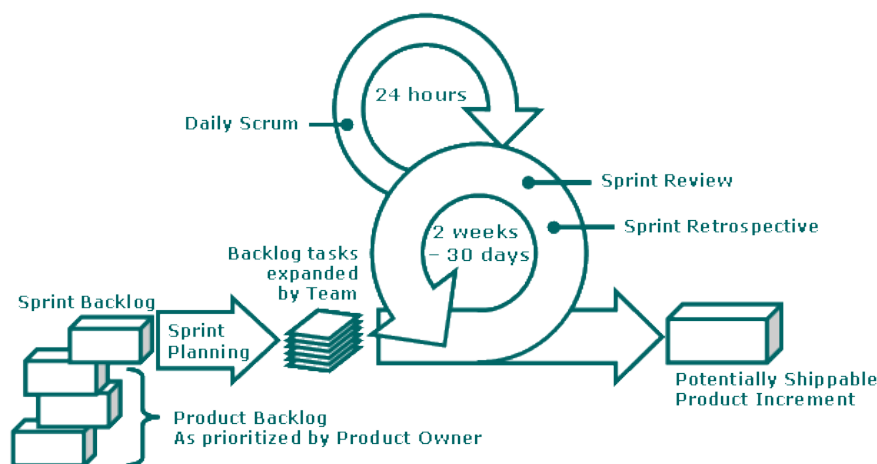 24 hours
Daily Scrum
Sprint Review
2 weeks
– 30 days
Sprint Retrospective
Backlog tasks
expanded
by Team
Sprint Backlog
Sprint
Planning
Potentially Shippable
Product Increment
Product Backlog
As prioritized by Product Owner